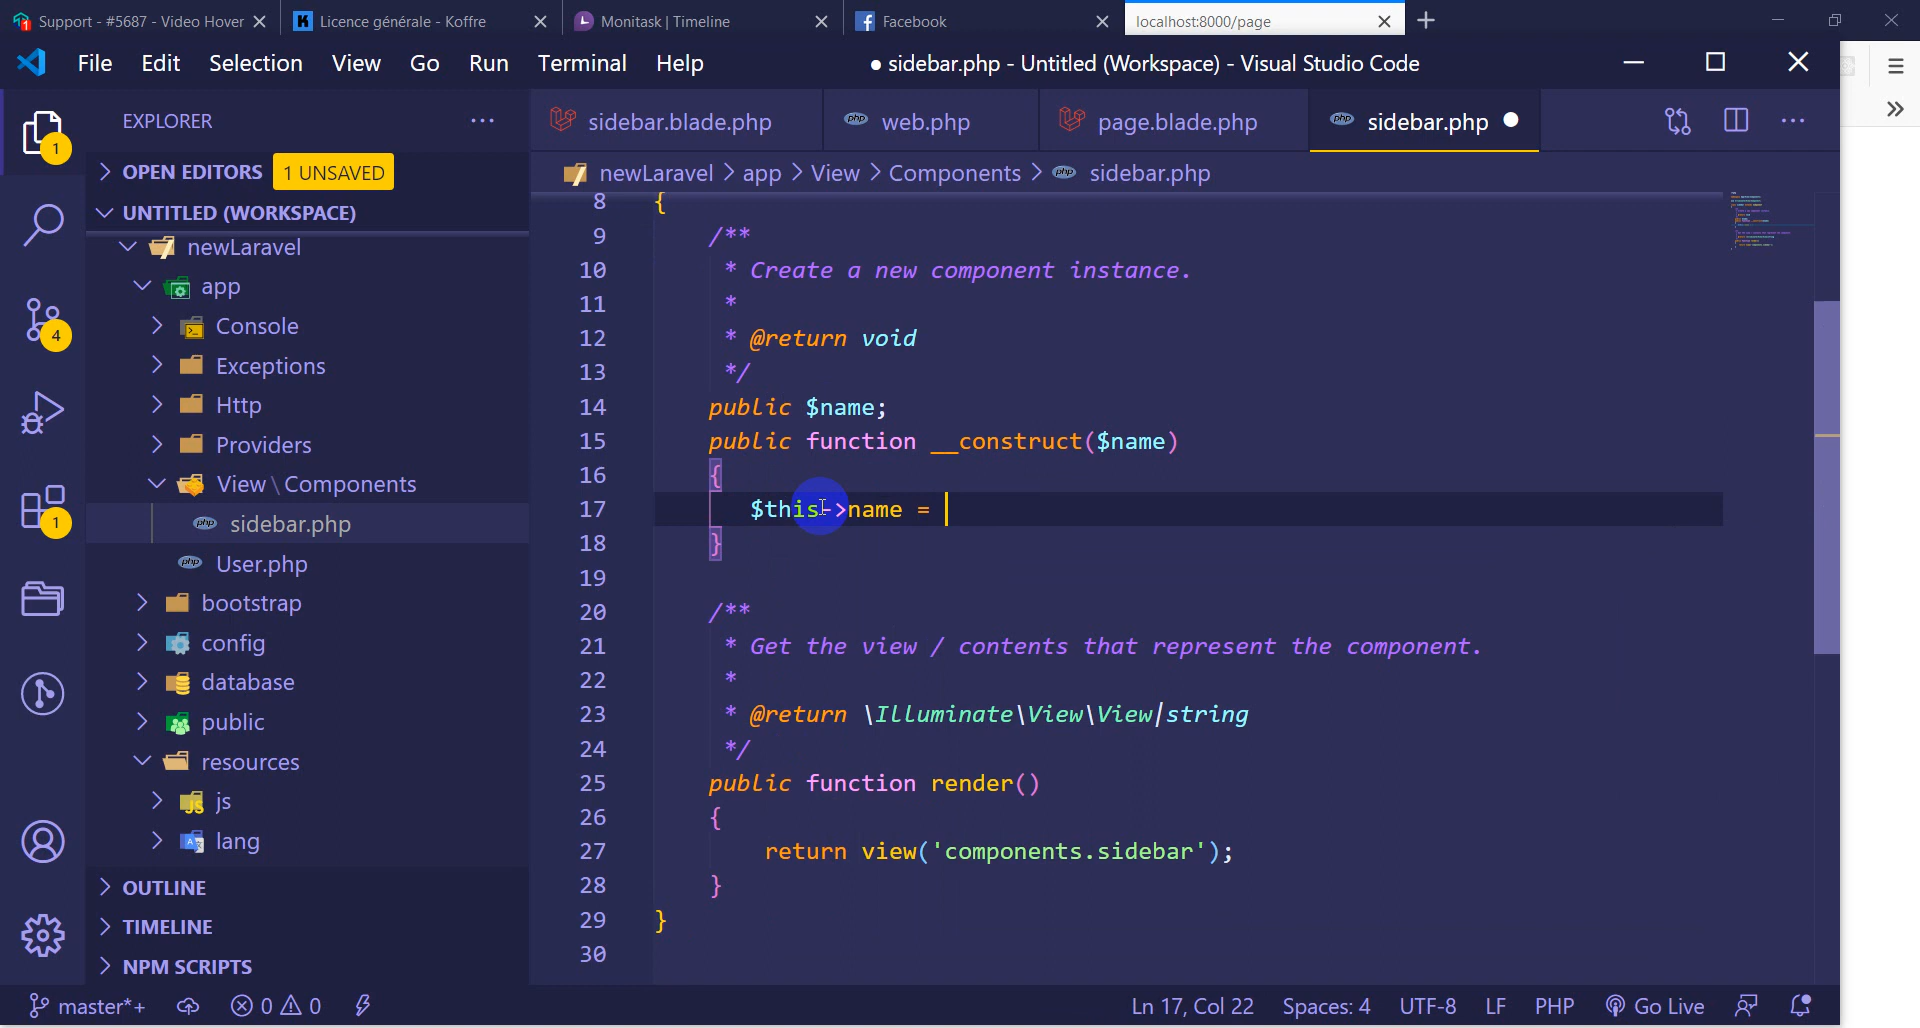 Support - #5687 - Video Hover
Licence générale - Koffre
Monitask | Timeline
Facebook
localhost:8000/page
File Edit Selection View Go Run Terminal Help
● sidebar.php - Untitled (Workspace) - Visual Studio Code
EXPLORER
OPEN EDITORS 1 UNSAVED
UNTITLED (WORKSPACE)
newLaravel
app
Console
Exceptions
Http
Providers
View \ Components
sidebar.php
User.php
bootstrap
config
database
public
resources
js
lang
OUTLINE
TIMELINE
NPM SCRIPTS
1
4
1
sidebar.blade.php
web.php
page.blade.php
sidebar.php
newLaravel > app > View > Components > sidebar.php
8 {
9 /**
10 * Create a new component instance.
11 *
12 * @return void
13 */
14 public $name;
15 public function __construct($name)
16 {
17 $this->name =
18 }
19
20 /**
21 * Get the view / contents that represent the component.
22 *
23 * @return \Illuminate\View\View|string
24 */
25 public function render()
26 {
27 return view('components.sidebar');
28 }
29 }
30
master*+ 0 0 Ln 17, Col 22 Spaces: 4 UTF-8 LF PHP Go Live